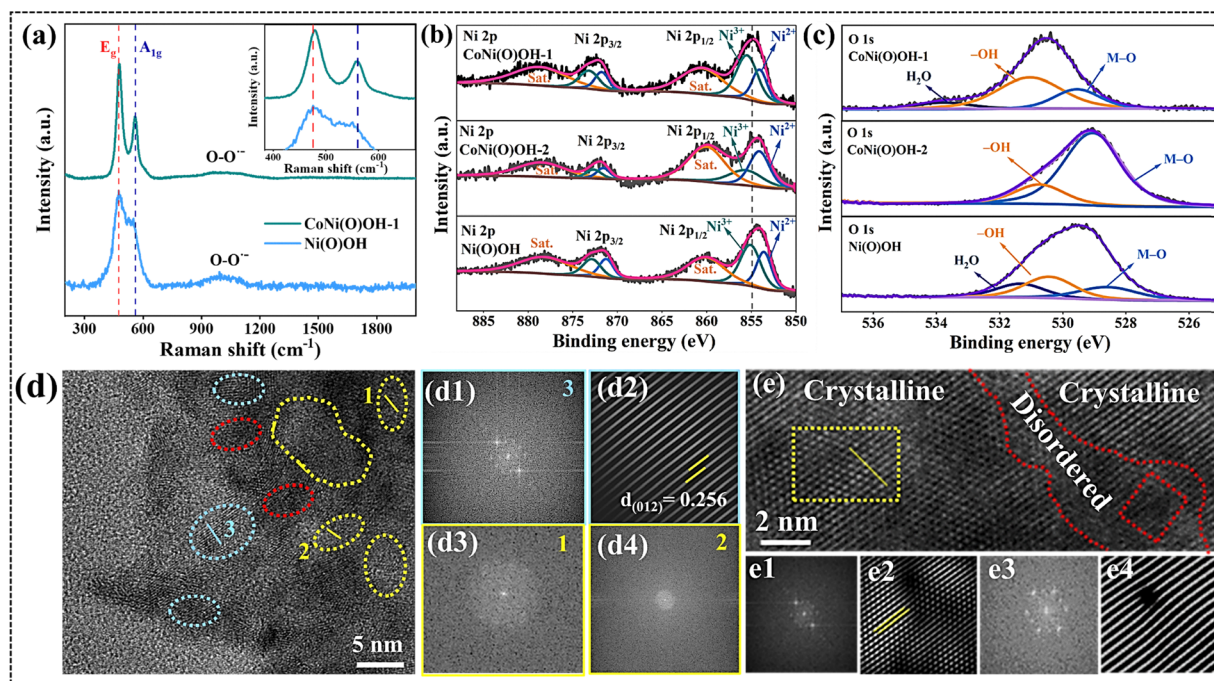 (a)
E_g
A_1g
Intensity (a.u.)
O-O˙⁻
O-O˙⁻
CoNi(O)OH-1
Ni(O)OH
300
600
900
1200
1500
1800
Raman shift (cm⁻¹)
Intensity (a.u.)
400
500
600
Raman shift (cm⁻¹)
(b)
Ni 2p
CoNi(O)OH-1
Ni 2p3/2
Ni 2p1/2
Ni³⁺
Ni²⁺
Sat.
Sat.
Ni 2p
CoNi(O)OH-2
Ni 2p3/2
Ni 2p1/2
Ni³⁺
Ni²⁺
Sat.
Sat.
Ni 2p
Ni(O)OH
Sat.
Ni 2p3/2
Ni 2p1/2
Ni³⁺
Ni²⁺
Sat.
Intensity (a.u.)
885
880
875
870
865
860
855
850
Binding energy (eV)
(c)
O 1s
CoNi(O)OH-1
–OH
H₂O
M–O
O 1s
CoNi(O)OH-2
–OH
M–O
O 1s
Ni(O)OH
–OH
H₂O
M–O
Intensity (a.u.)
536
534
532
530
528
526
Binding energy (eV)
(d)
1
2
3
5 nm
(d1)
3
(d2)
d(012)= 0.256
(d3)
1
(d4)
2
(e)
Crystalline
Disordered
Crystalline
2 nm
e1
e2
e3
e4